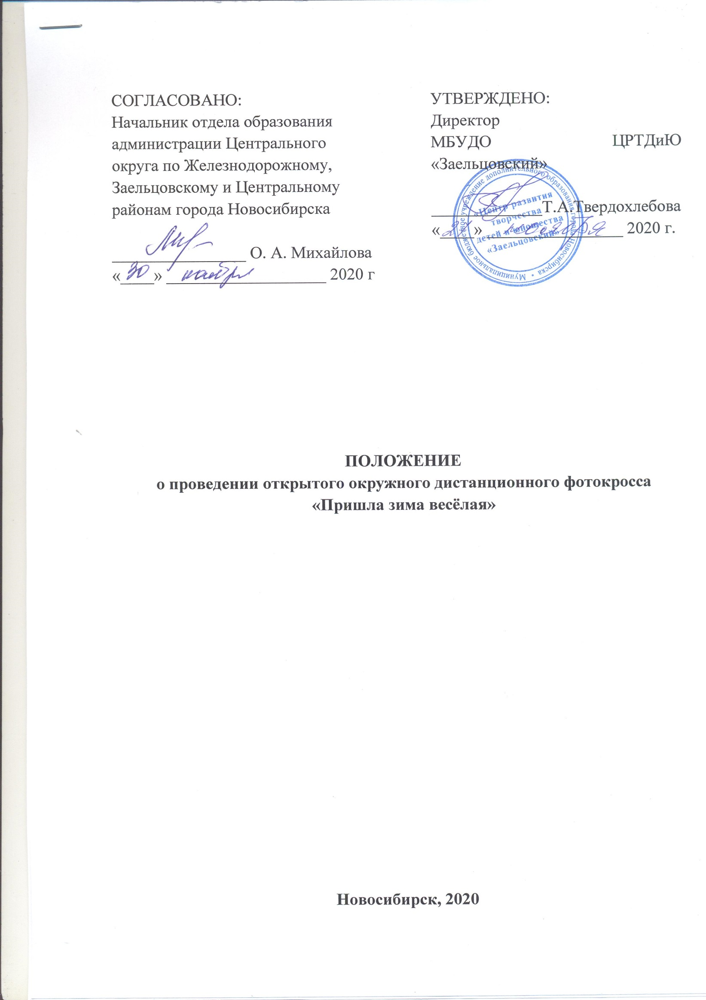 СОГЛАСОВАНО:
Начальник отдела образования
администрации Центрального
округа по Железнодорожному,
Заельцовскому и Центральному
районам города Новосибирска
_______________ О. А. Михайлова
«30» ноября 2020 г
УТВЕРЖДЕНО:
Директор
МБУДО ЦРТДиЮ
«Заельцовский»
_____________Т.А.Твердохлебова
« » ноября 2020 г.
Муниципальное бюджетное учреждение дополнительного образования города Новосибирска •
«Центр развития
творчества
детей и юношества
«Заельцовский»
ПОЛОЖЕНИЕ
о проведении открытого окружного дистанционного фотокросса
«Пришла зима весёлая»
Новосибирск, 2020